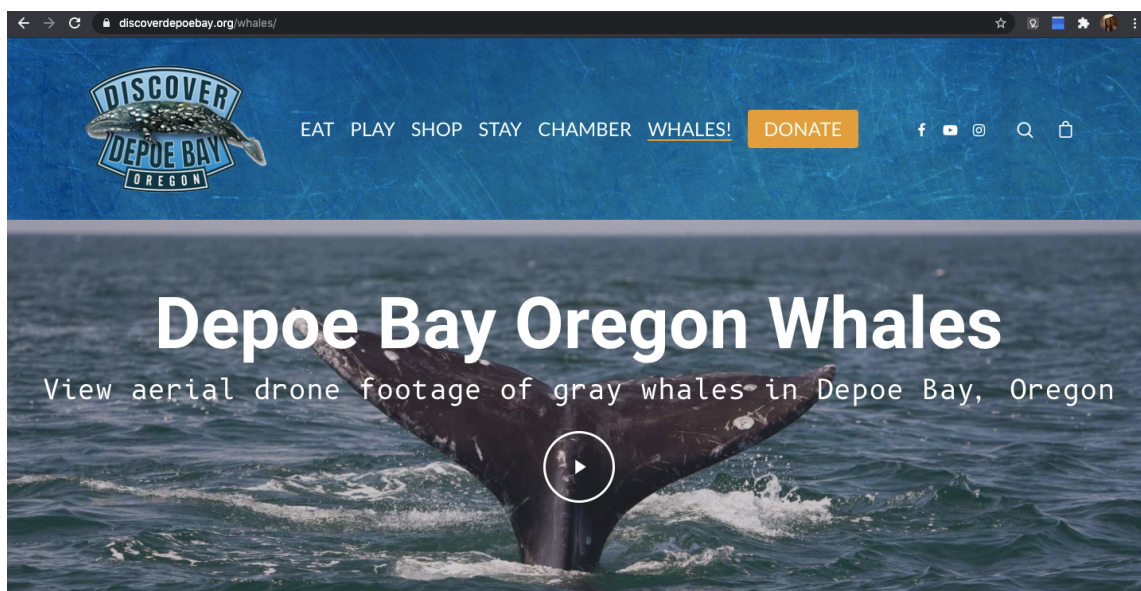 discoverdepoebay.org/whales/
DISCOVER
DEPOE BAY
OREGON
EAT PLAY SHOP STAY CHAMBER WHALES! DONATE
Depoe Bay Oregon Whales
View aerial drone footage of gray whales in Depoe Bay, Oregon